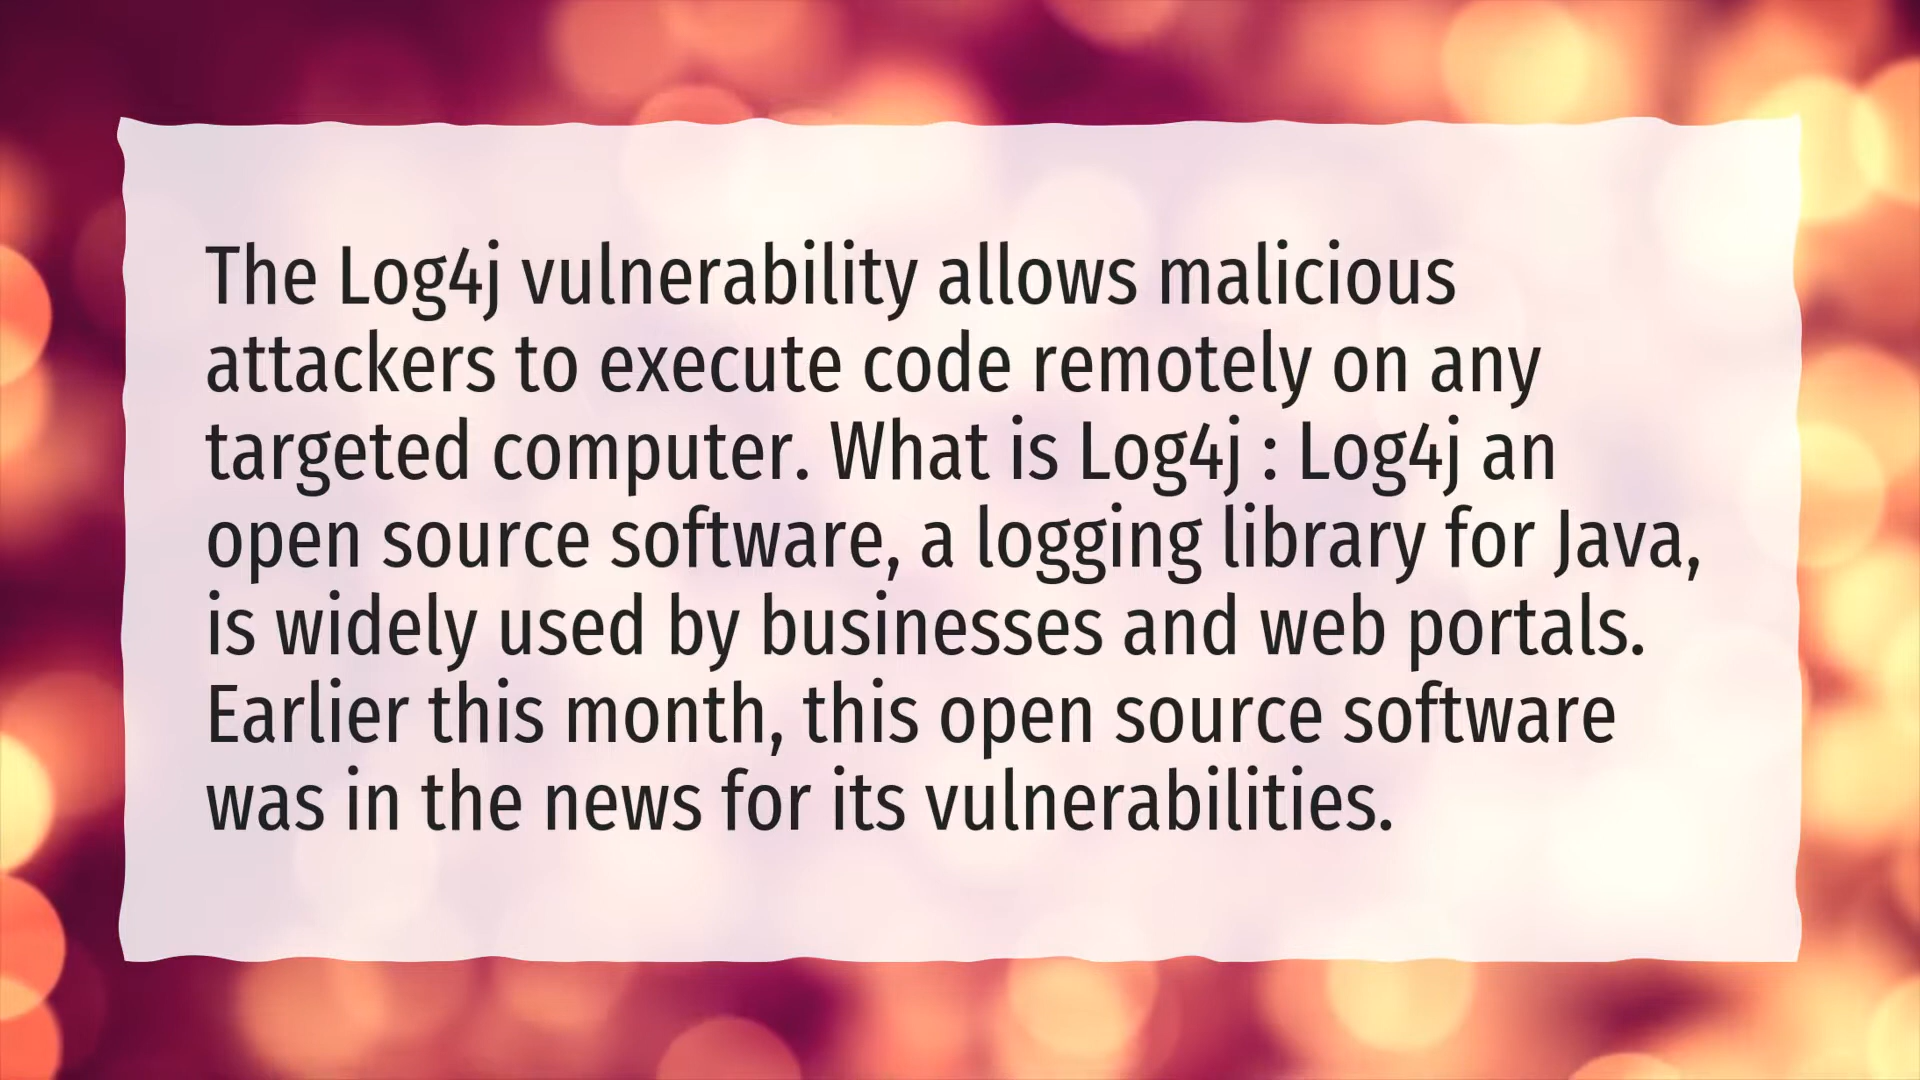 The Log4j vulnerability allows malicious
attackers to execute code remotely on any
targeted computer. What is Log4j : Log4j an
open source software, a logging library for Java,
is widely used by businesses and web portals.
Earlier this month, this open source software
was in the news for its vulnerabilities.